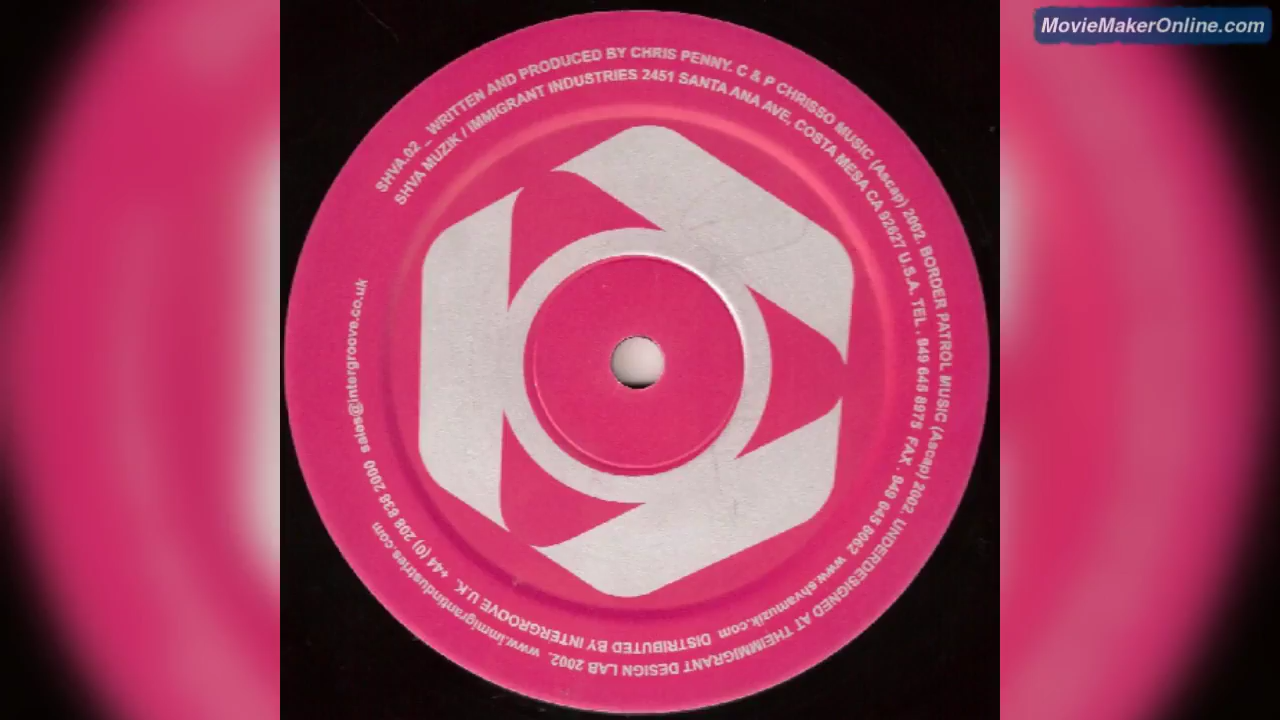 MovieMakerOnline.com
SHVA.02 _ WRITTEN AND PRODUCED BY CHRIS PENNY. C & P CHRISSO MUSIC (Ascap) 2002. BORDER PATROL MUSIC (Ascap) 2002. UNDERDESIGNED AT THEIMMIGRANT DESIGN LAB 2002. www.immigrantindustries.com
SHVA MUZIK / IMMIGRANT INDUSTRIES 2451 SANTA ANA AVE, COSTA MESA CA 92627 U.S.A. TEL . 949 645 8975 FAX . 949 645 8062 www.shvamuzik.com DISTRIBUTED BY INTERGROOVE U.K. +44 (0) 208 838 2000 sales@intergroove.co.uk